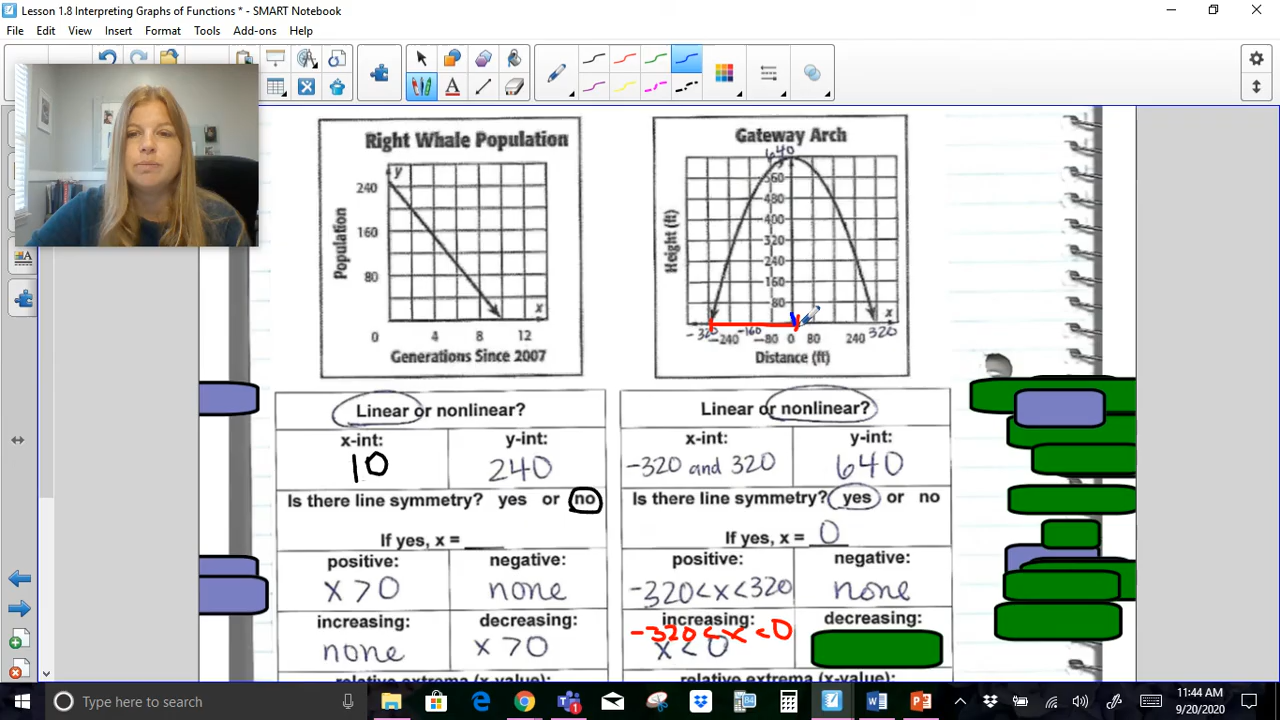 Lesson 1.8 Interpreting Graphs of Functions * - SMART Notebook
File Edit View Insert Format Tools Add-ons Help
Right Whale Population
y
240
160
80
Population
x
0 4 8 12
Generations Since 2007
Gateway Arch
640
y
560
480
400
320
240
160
80
Height (ft)
x
-320 -240 -160 -80 0 80 240 320
Distance (ft)
Linear or nonlinear?
x-int: y-int:
10 240
Is there line symmetry? yes or no
If yes, x = ___
positive: negative:
x > 0 none
increasing: decreasing:
none x > 0
relative extrema (x-value):
Linear or nonlinear?
x-int: y-int:
-320 and 320 640
Is there line symmetry? yes or no
If yes, x = 0
positive: negative:
-320 < x < 320 none
increasing: decreasing:
-320 < x < 0
x < 0
relative extrema (x-value):
Type here to search
11:44 AM
9/20/2020